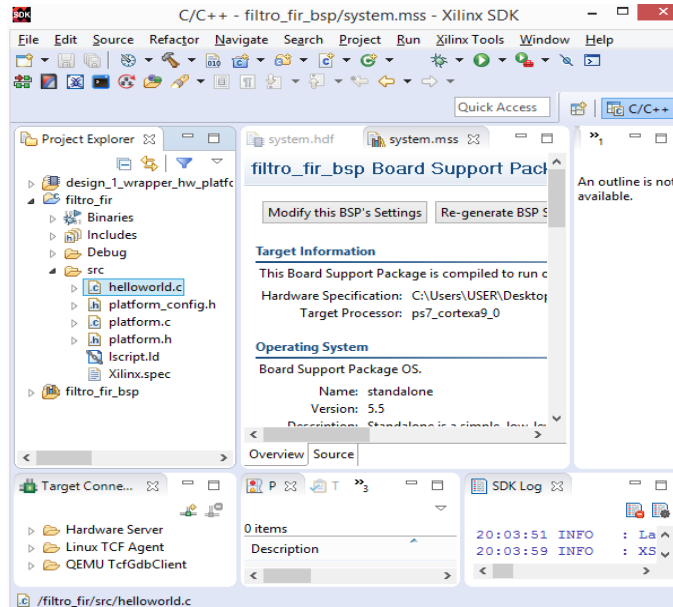 SDK C/C++ - filtro_fir_bsp/system.mss - Xilinx SDK
File Edit Source Refactor Navigate Search Project Run Xilinx Tools Window Help
Quick Access C/C++
Project Explorer
design_1_wrapper_hw_platfo
filtro_fir
Binaries
Includes
Debug
src
helloworld.c
platform_config.h
platform.c
platform.h
lscript.ld
Xilinx.spec
filtro_fir_bsp
system.hdf system.mss
filtro_fir_bsp Board Support Pack
Modify this BSP's Settings Re-generate BSP S
Target Information
This Board Support Package is compiled to run o
Hardware Specification: C:\Users\USER\Desktop
Target Processor: ps7_cortexa9_0
Operating System
Board Support Package OS.
Name: standalone
Version: 5.5
Description: Standalone is a simple, low-lev
Overview Source
»1
An outline is not
available.
Target Conne...
Hardware Server
Linux TCF Agent
QEMU TcfGdbClient
P T »3
0 items
Description
SDK Log
20:03:51 INFO : La
20:03:59 INFO : XS
/filtro_fir/src/helloworld.c